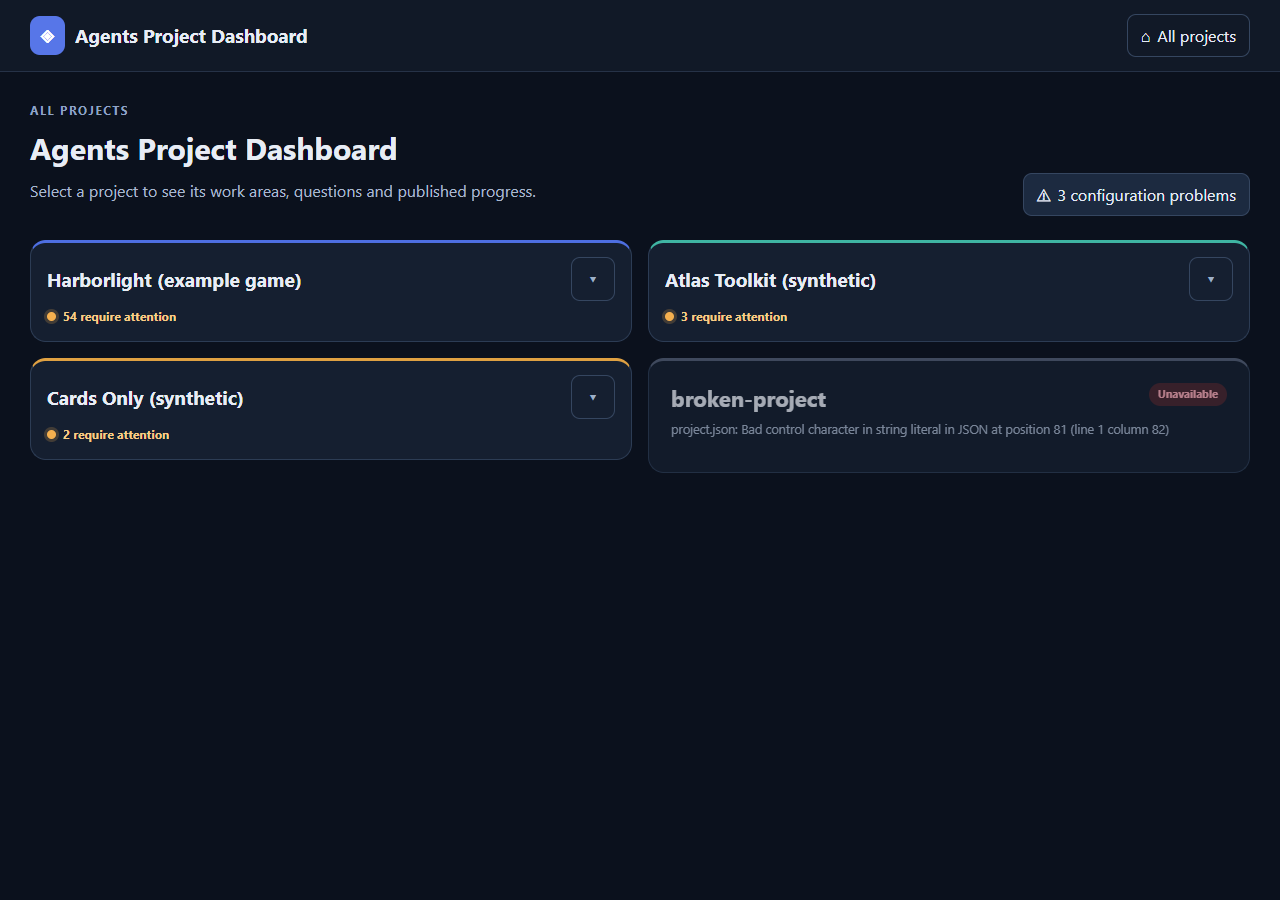 Agents Project Dashboard
All projects
ALL PROJECTS
Agents Project Dashboard
Select a project to see its work areas, questions and published progress.
3 configuration problems
Harborlight (example game)
54 require attention
Atlas Toolkit (synthetic)
3 require attention
Cards Only (synthetic)
2 require attention
broken-project
Unavailable
project.json: Bad control character in string literal in JSON at position 81 (line 1 column 82)